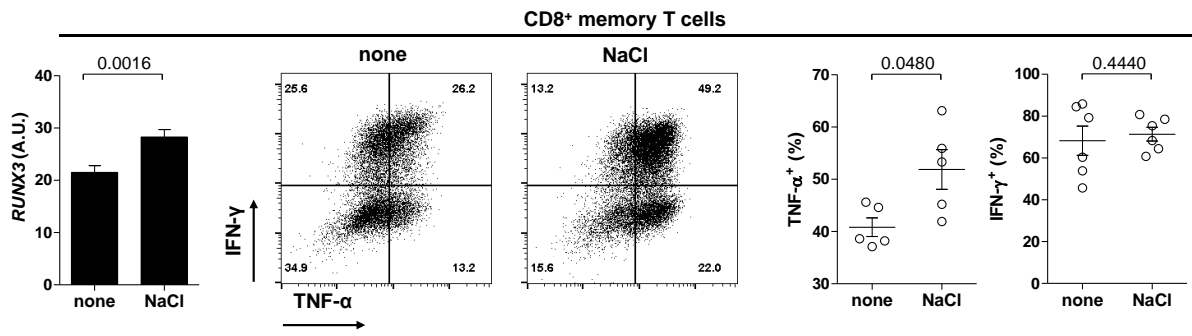 CD8⁺ memory T cells
0.0016
RUNX3 (A.U.)
40
30
20
10
0
none
NaCl
none
25.6
26.2
34.9
13.2
IFN-γ
TNF-α
NaCl
13.2
49.2
15.6
22.0
0.0480
TNF-α⁺ (%)
70
60
50
40
30
none
NaCl
0.4440
IFN-γ⁺ (%)
100
80
60
40
20
0
none
NaCl